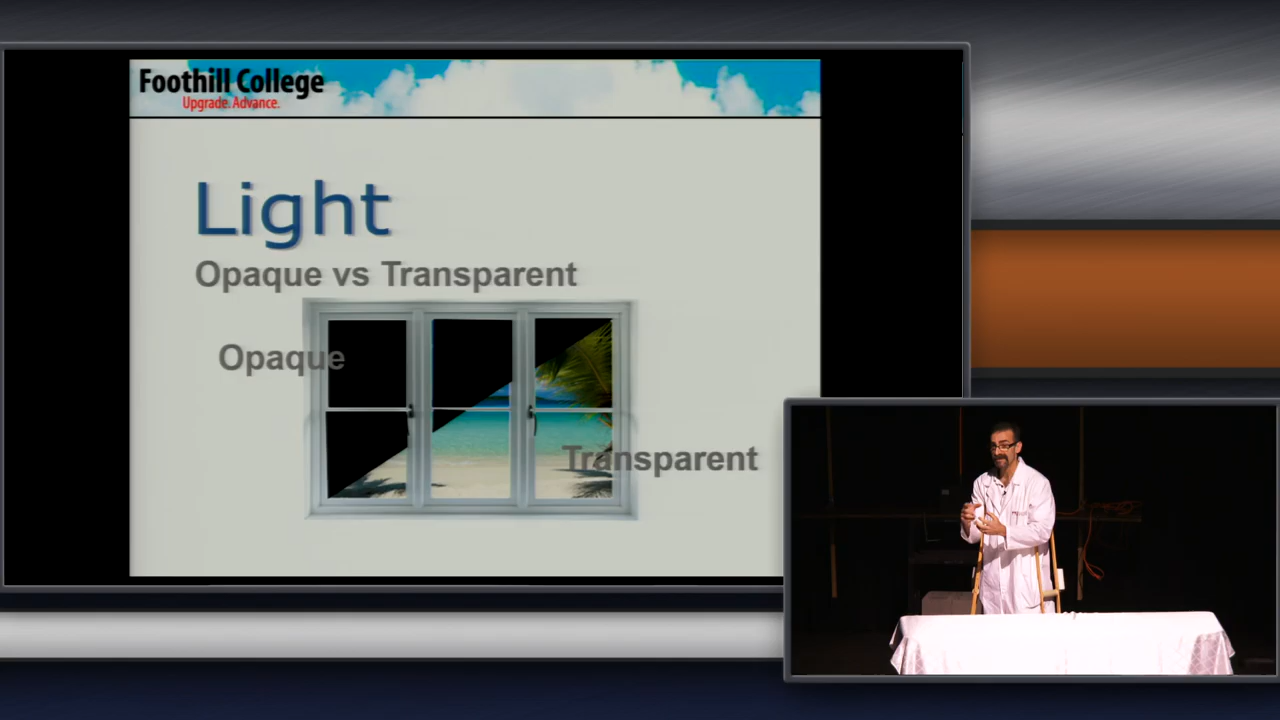 Foothill College
Upgrade. Advance.
Light
Opaque vs Transparent
Opaque
Transparent